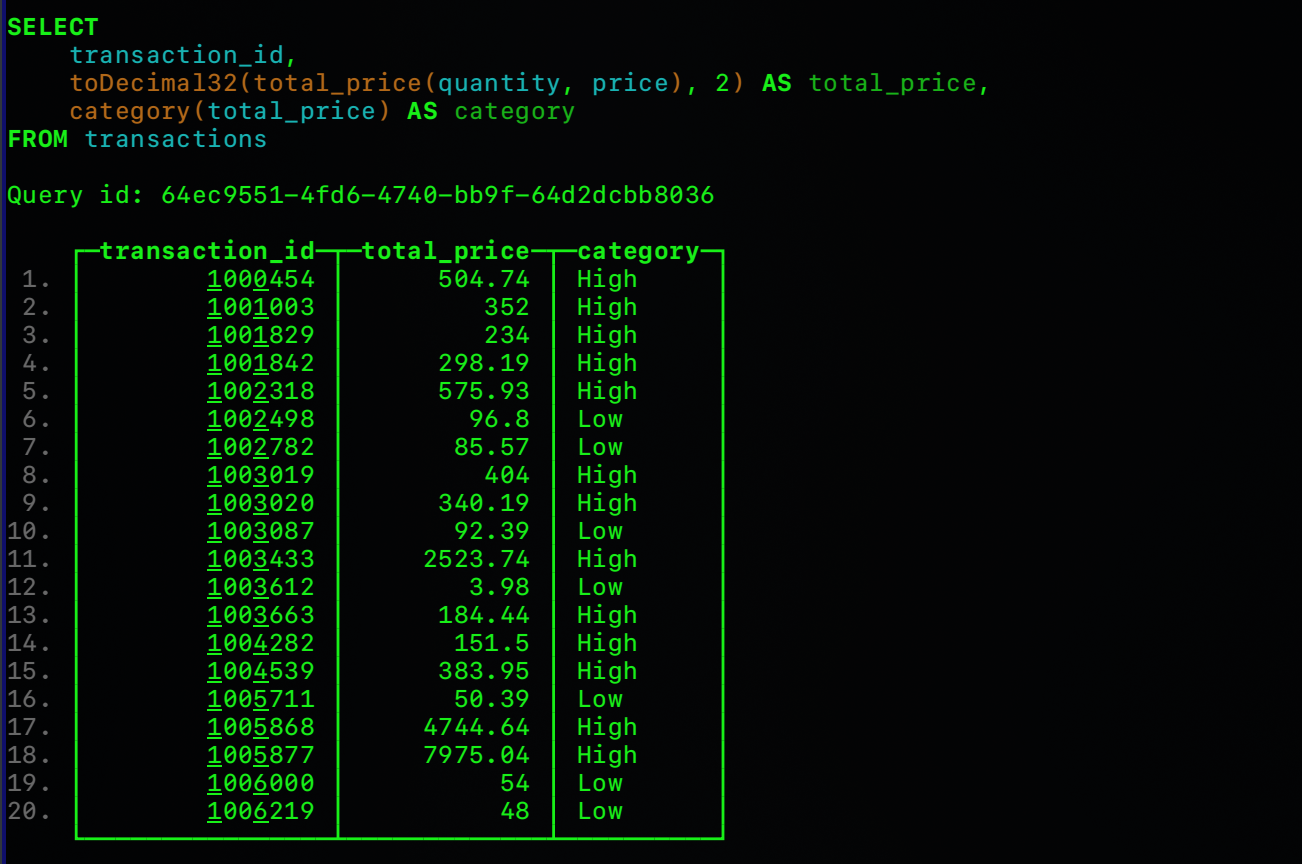 SELECT
    transaction_id,
    toDecimal32(total_price(quantity, price), 2) AS total_price,
    category(total_price) AS category
FROM transactions
Query id: 64ec9551-4fd6-4740-bb9f-64d2dcbb8036
transaction_id total_price category
1. 1000454 504.74 High
2. 1001003 352 High
3. 1001829 234 High
4. 1001842 298.19 High
5. 1002318 575.93 High
6. 1002498 96.8 Low
7. 1002782 85.57 Low
8. 1003019 404 High
9. 1003020 340.19 High
10. 1003087 92.39 Low
11. 1003433 2523.74 High
12. 1003612 3.98 Low
13. 1003663 184.44 High
14. 1004282 151.5 High
15. 1004539 383.95 High
16. 1005711 50.39 Low
17. 1005868 4744.64 High
18. 1005877 7975.04 High
19. 1006000 54 Low
20. 1006219 48 Low